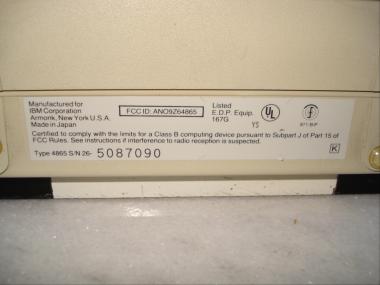 Manufactured for
IBM Corporation
Armonk, New York U.S.A.
Made in Japan
FCC ID: ANO9Z64865
Listed
E.D.P. Equip.
167G
UL
YS
Certified to comply with the limits for a Class B computing device pursuant to Subpart J of Part 15 of
FCC Rules. See instructions if interference to radio reception is suspected.
Type 4865 S/N 26- 5087090
K